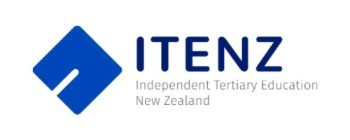 ITENZ
Independent Tertiary Education
New Zealand